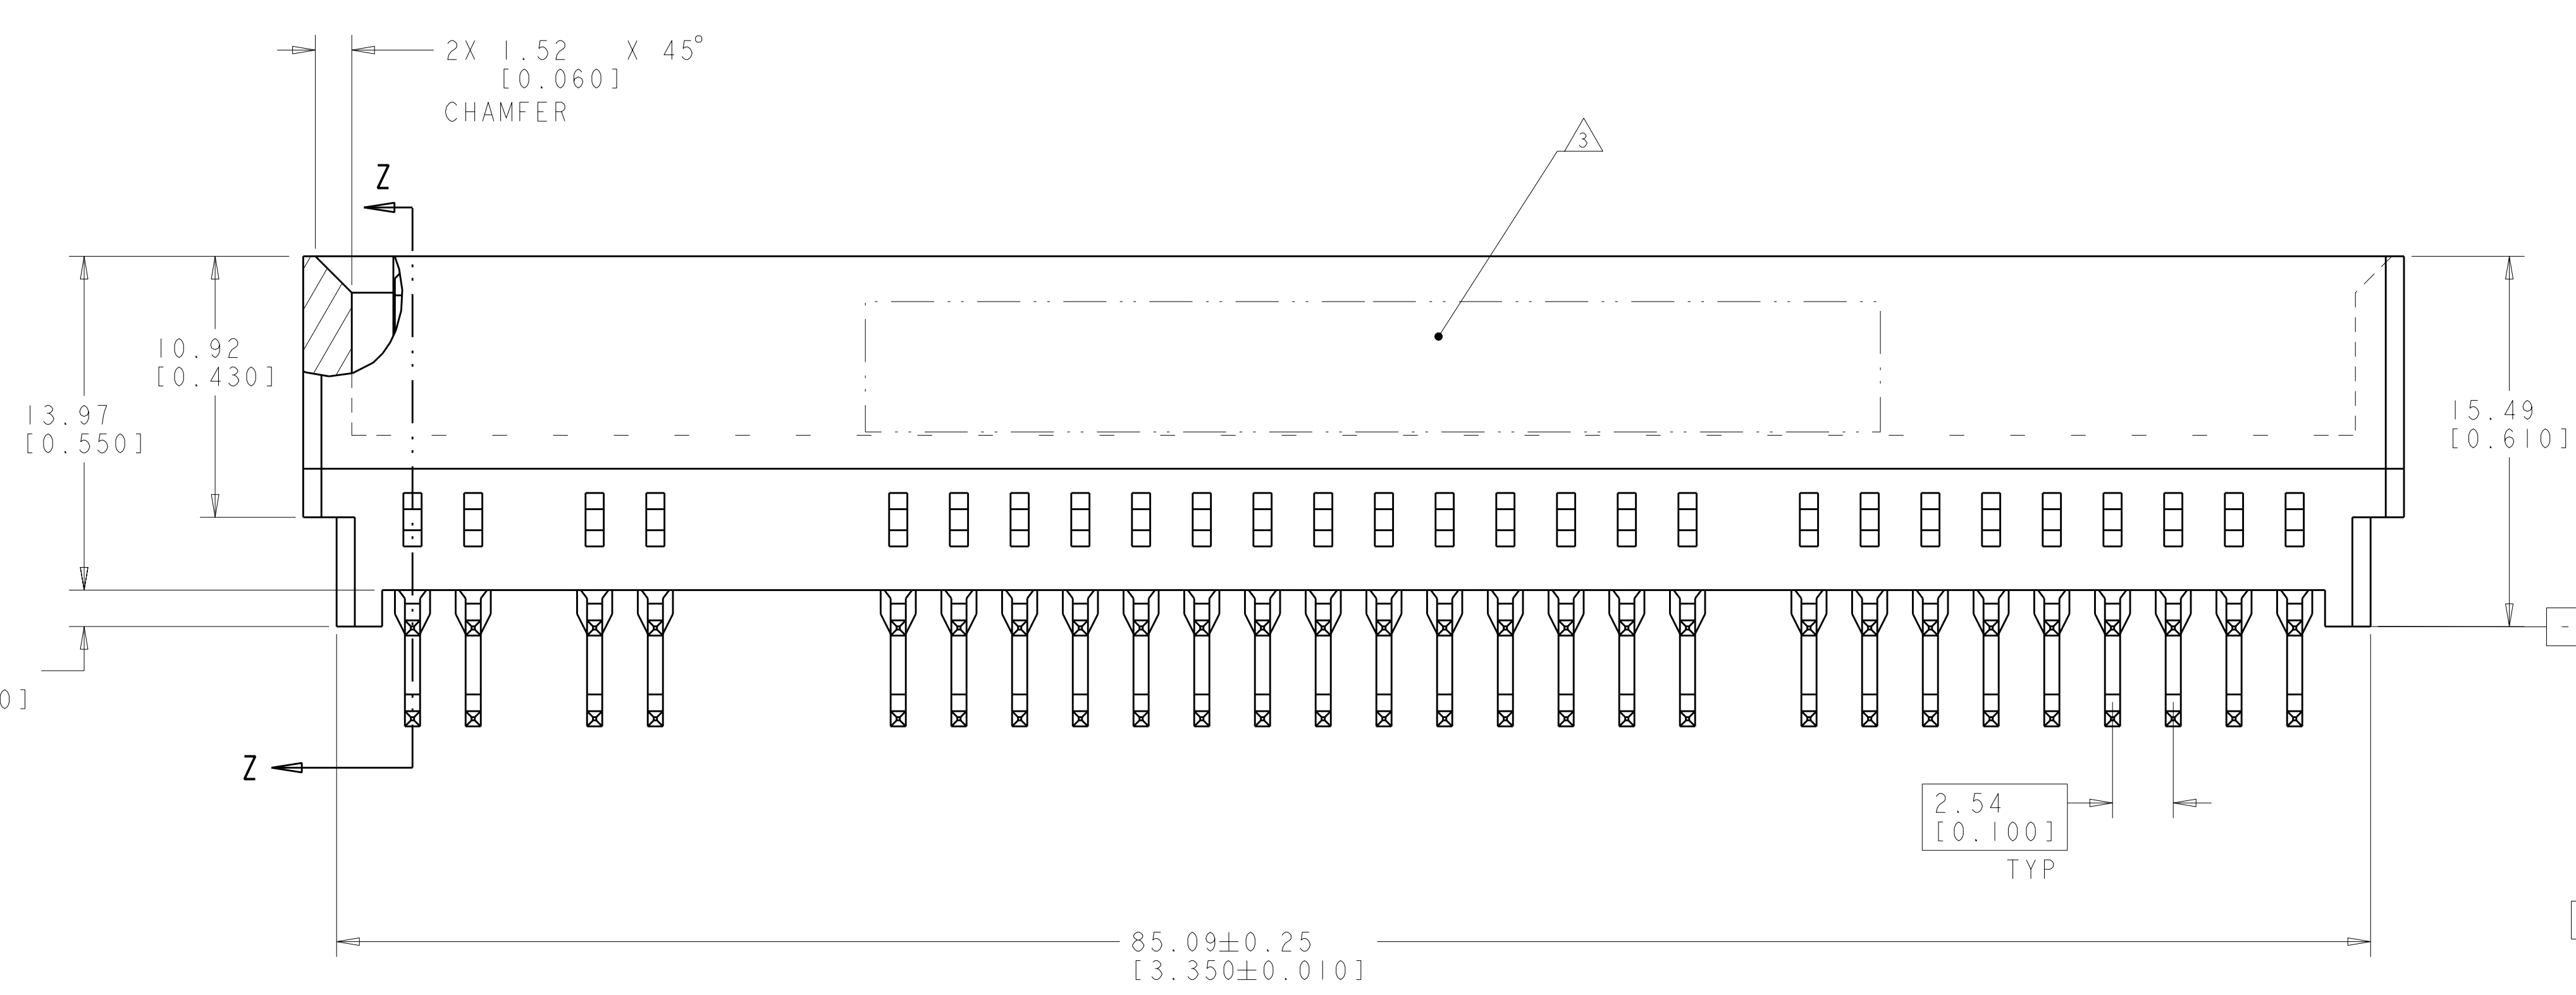 2X 1.52 X 45°
[0.060]
CHAMFER
3
Z
10.92
[0.430]
13.97
[0.550]
15.49
[0.610]
0]
Z
2.54
[0.100]
TYP
85.09±0.25
[3.350±0.010]
-